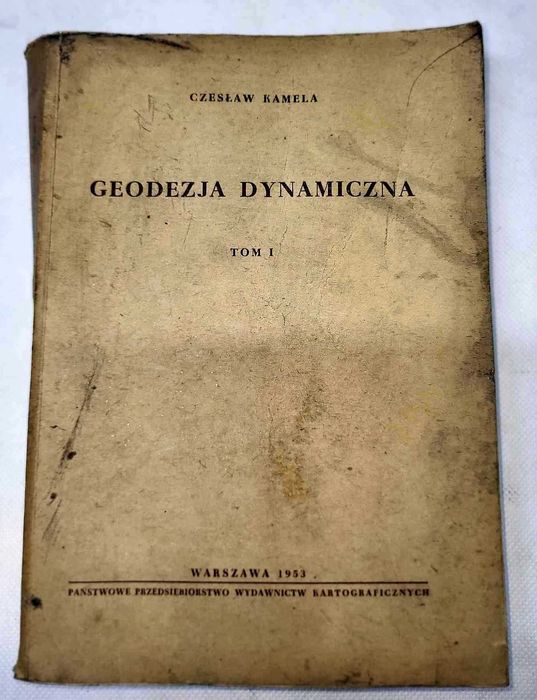 CZESŁAW KAMELA
GEODEZJA DYNAMICZNA
TOM I
WARSZAWA 1953
PAŃSTWOWE PRZEDSIĘBIORSTWO WYDAWNICTW KARTOGRAFICZNYCH